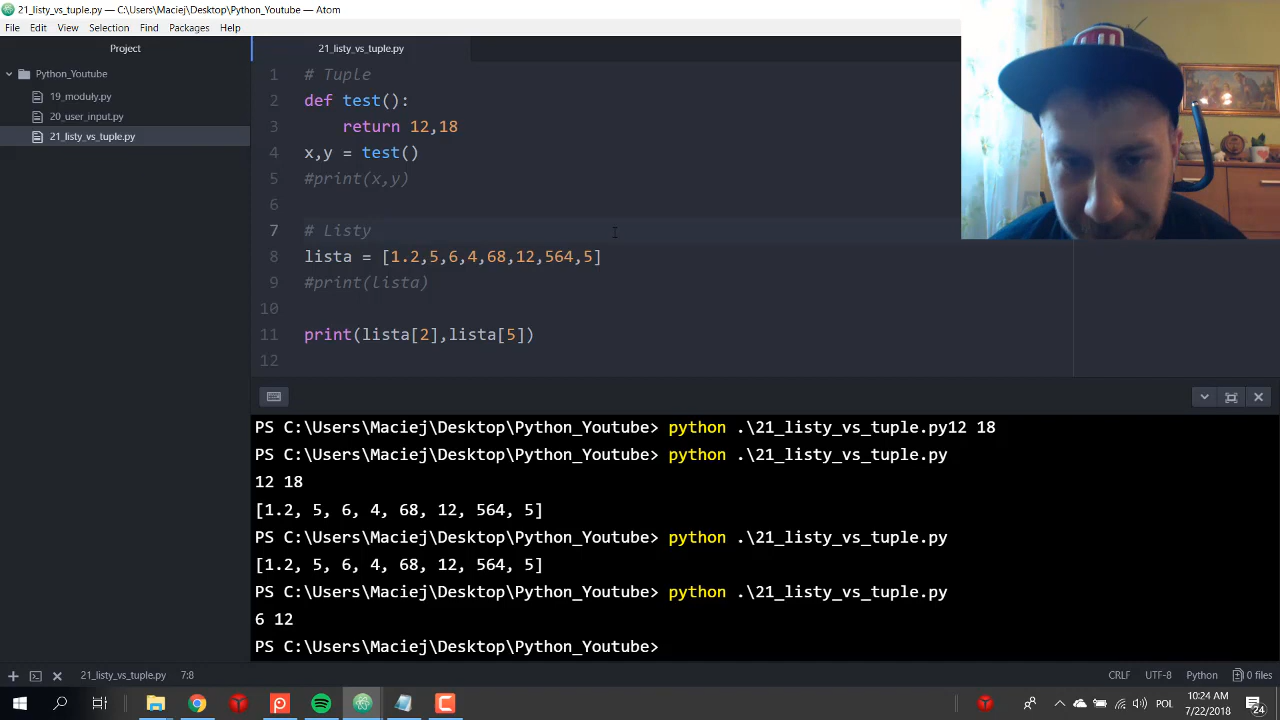 21_listy_vs_tuple.py — C:\Users\Maciej\Desktop\Python_Youtube — Atom
File Edit View Selection Find Packages Help
Project
Python_Youtube
19_moduly.py
20_user_input.py
21_listy_vs_tuple.py
21_listy_vs_tuple.py
1 # Tuple
2 def test():
3 return 12,18
4 x,y = test()
5 #print(x,y)
6
7 # Listy
8 lista = [1.2,5,6,4,68,12,564,5]
9 #print(lista)
10
11 print(lista[2],lista[5])
12
PS C:\Users\Maciej\Desktop\Python_Youtube> python .\21_listy_vs_tuple.py12 18
PS C:\Users\Maciej\Desktop\Python_Youtube> python .\21_listy_vs_tuple.py
12 18
[1.2, 5, 6, 4, 68, 12, 564, 5]
PS C:\Users\Maciej\Desktop\Python_Youtube> python .\21_listy_vs_tuple.py
[1.2, 5, 6, 4, 68, 12, 564, 5]
PS C:\Users\Maciej\Desktop\Python_Youtube> python .\21_listy_vs_tuple.py
6 12
PS C:\Users\Maciej\Desktop\Python_Youtube>
21_listy_vs_tuple.py 7:8 CRLF UTF-8 Python 0 files
POL 10:24 AM
7/22/2018 24